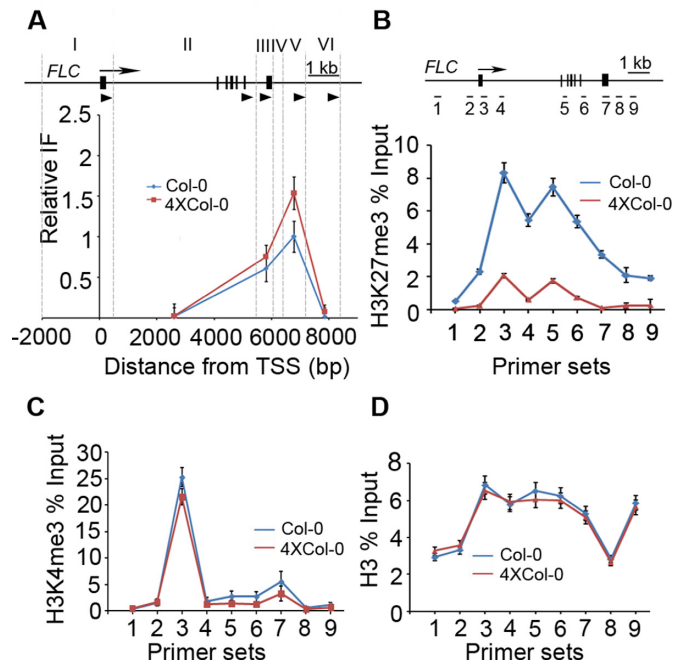 A
I II III IV V VI
FLC 1 kb
2.5
2
1.5
1
0.5
Relative IF
Col-0
4XCol-0
-2000 0 2000 4000 6000 8000
Distance from TSS (bp)
B
FLC 1 kb
1 2 3 4 5 6 7 8 9
10
8
6
4
2
0
H3K27me3 % Input
Col-0
4XCol-0
1 2 3 4 5 6 7 8 9
Primer sets
C
30
25
20
15
10
5
0
H3K4me3 % Input
Col-0
4XCol-0
1 2 3 4 5 6 7 8 9
Primer sets
D
8
6
4
2
0
H3 % Input
Col-0
4XCol-0
1 2 3 4 5 6 7 8 9
Primer sets